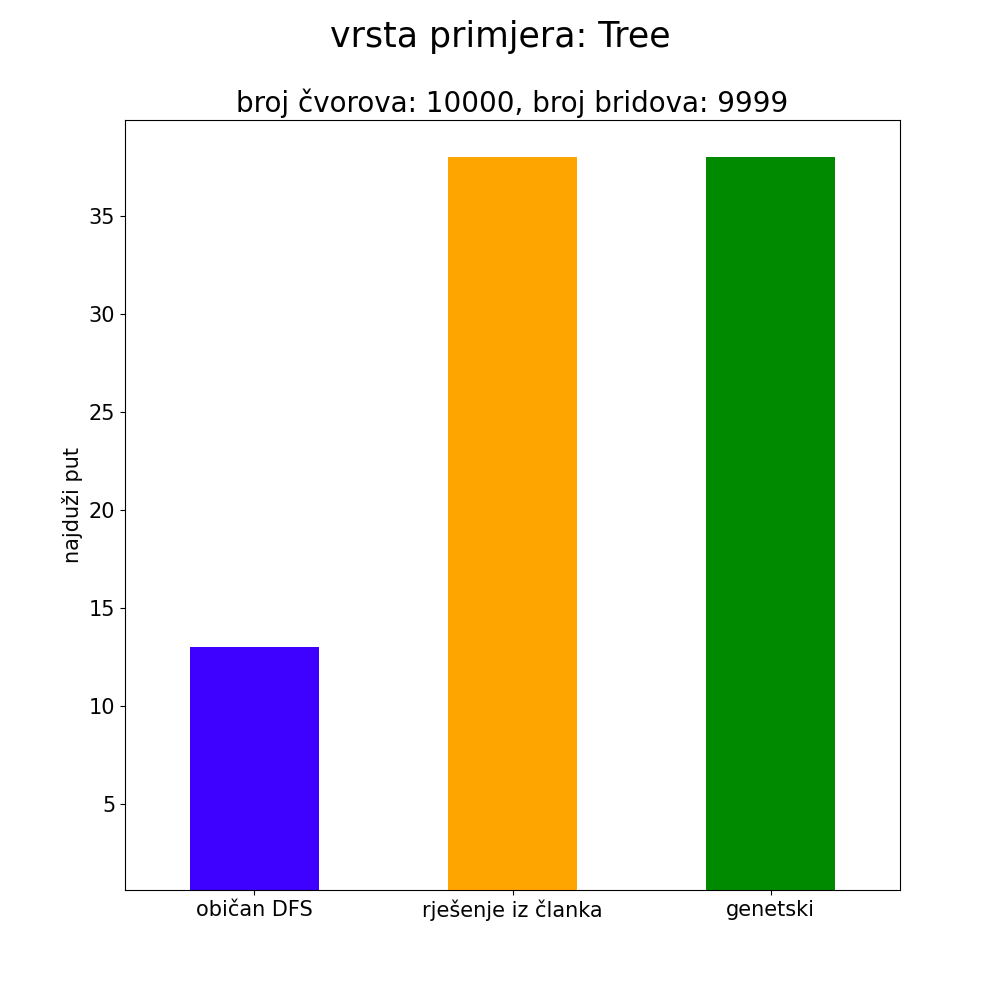 vrsta primjera: Tree
broj čvorova: 10000, broj bridova: 9999
najduži put
35
30
25
20
15
10
5
običan DFS
rješenje iz članka
genetski